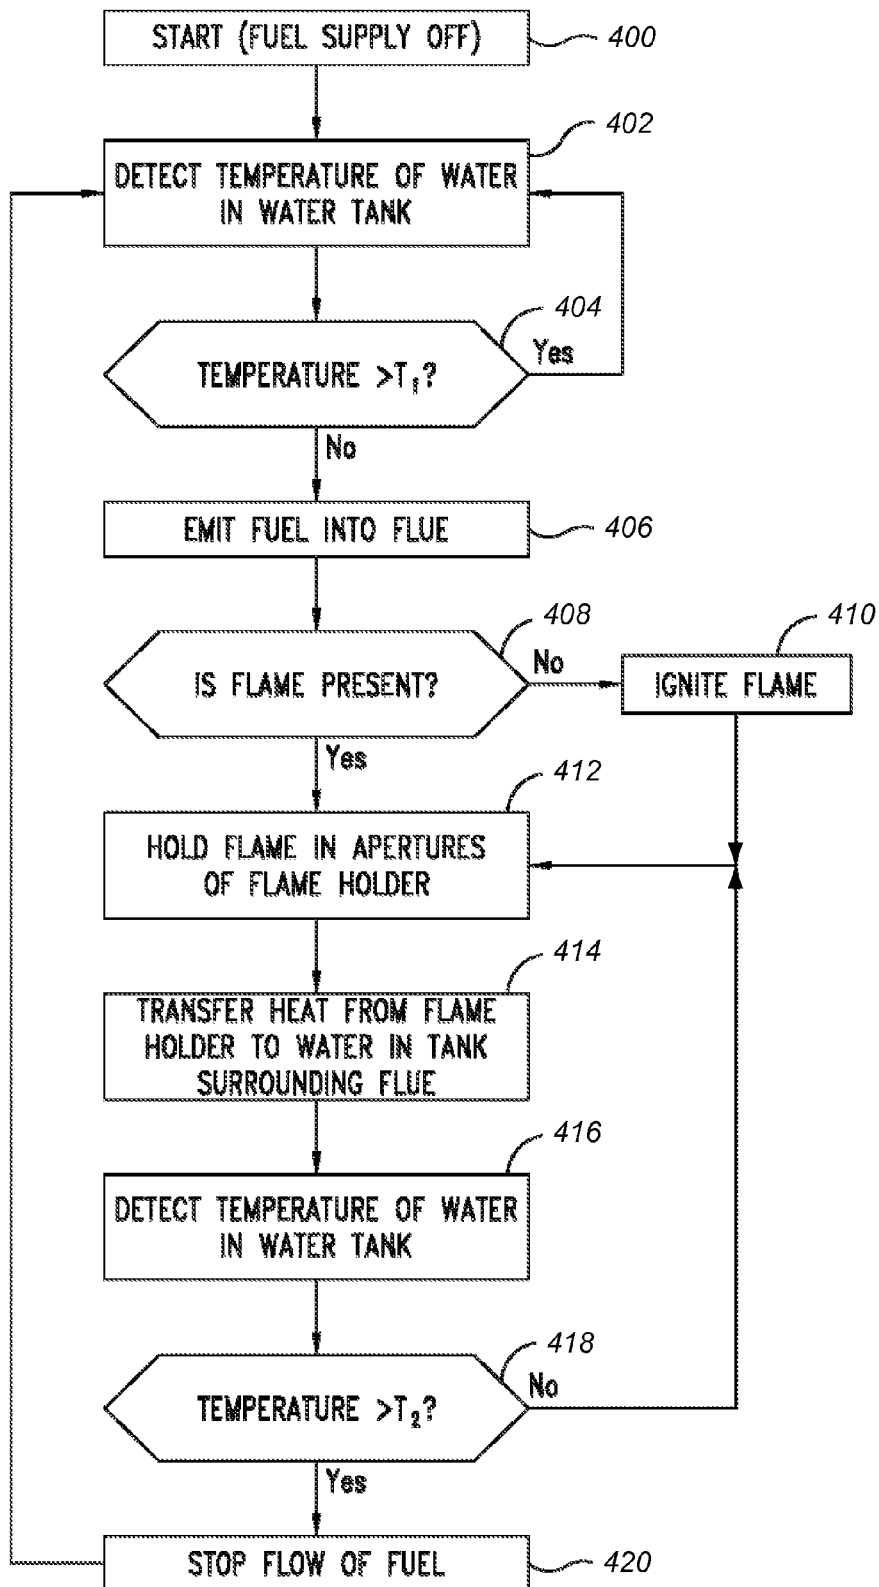 START (FUEL SUPPLY OFF)
400
402
DETECT TEMPERATURE OF WATER
IN WATER TANK
404
TEMPERATURE >T₁?
Yes
No
EMIT FUEL INTO FLUE
406
408
410
IS FLAME PRESENT?
No
IGNITE FLAME
Yes
412
HOLD FLAME IN APERTURES
OF FLAME HOLDER
414
TRANSFER HEAT FROM FLAME
HOLDER TO WATER IN TANK
SURROUNDING FLUE
416
DETECT TEMPERATURE OF WATER
IN WATER TANK
418
TEMPERATURE >T₂?
No
Yes
STOP FLOW OF FUEL
420